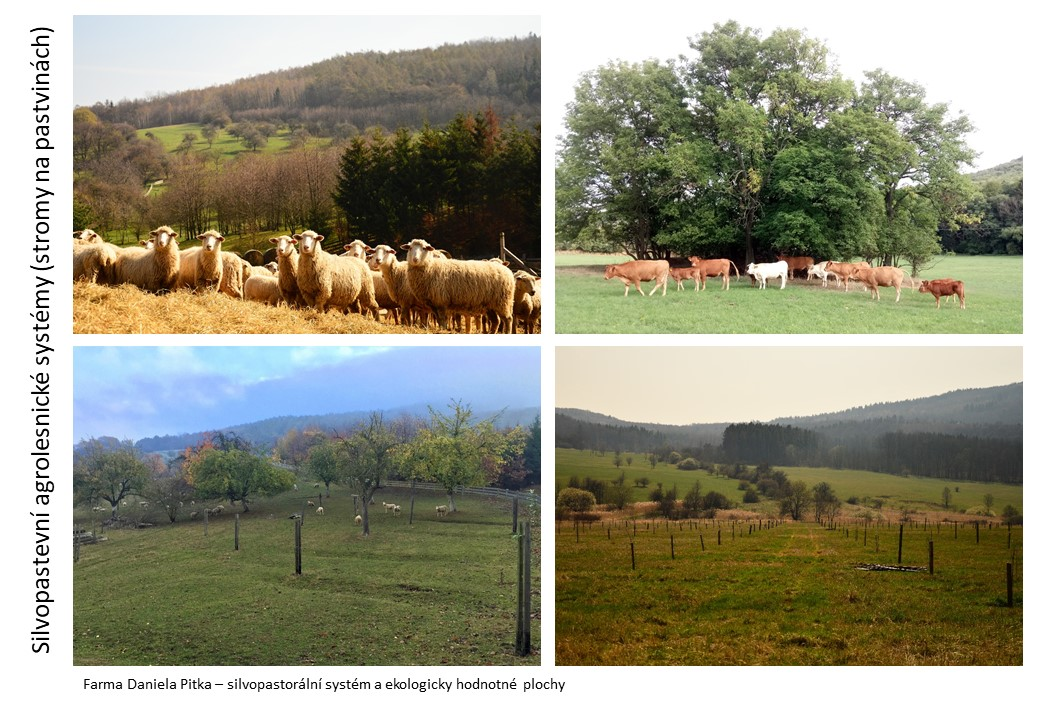 Silvopastevní agrolesnické systémy (stromy na pastvinách)
Farma Daniela Pitka – silvopastorální systém a ekologicky hodnotné plochy